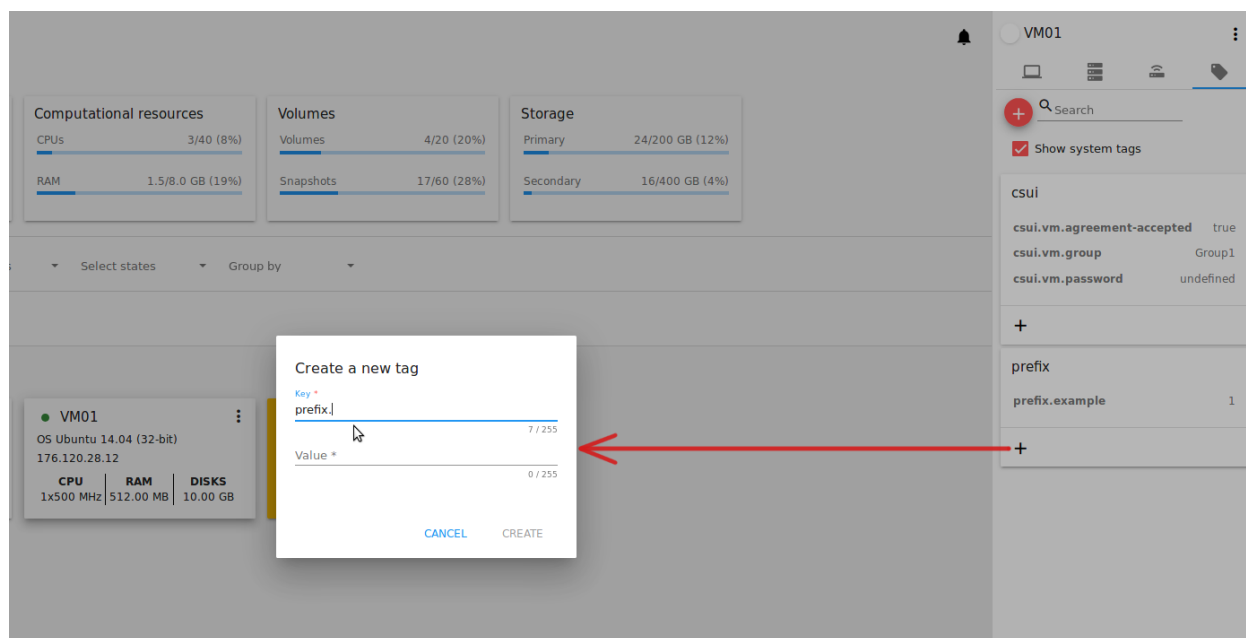 VM01
Computational resources
CPUs 3/40 (8%)
RAM 1.5/8.0 GB (19%)
Volumes
Volumes 4/20 (20%)
Snapshots 17/60 (28%)
Storage
Primary 24/200 GB (12%)
Secondary 16/400 GB (4%)
s Select states Group by
Search
Show system tags
csui
csui.vm.agreement-accepted true
csui.vm.group Group1
csui.vm.password undefined
+
prefix
prefix.example 1
+
VM01
OS Ubuntu 14.04 (32-bit)
176.120.28.12
CPU RAM DISKS
1x500 MHz 512.00 MB 10.00 GB
Create a new tag
Key *
prefix.
7 / 255
Value *
0 / 255
CANCEL CREATE